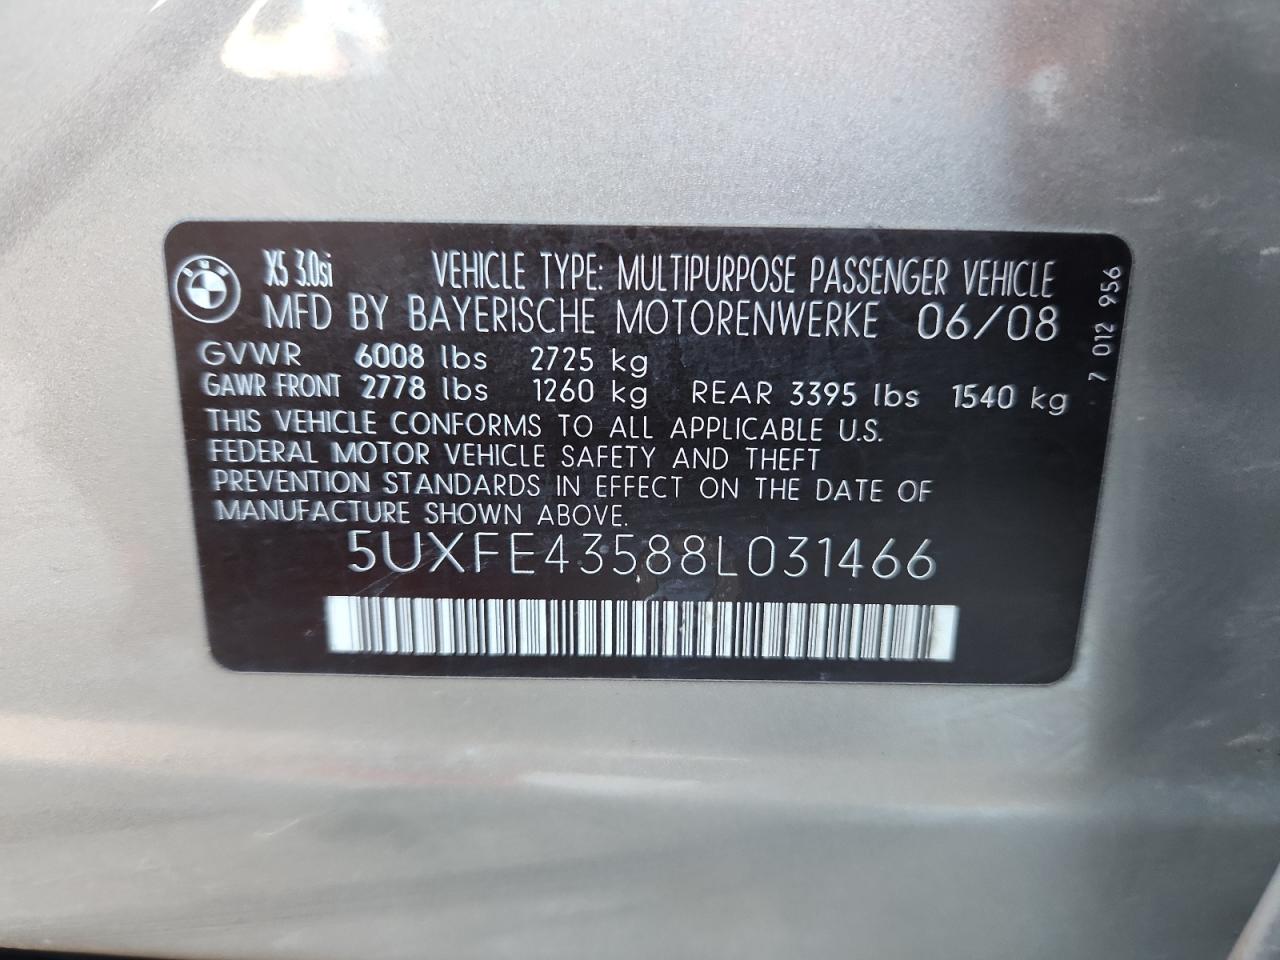 X5 3.0si VEHICLE TYPE: MULTIPURPOSE PASSENGER VEHICLE
MFD BY BAYERISCHE MOTORENWERKE 06/08
GVWR 6008 lbs 2725 kg
GAWR FRONT 2778 lbs 1260 kg REAR 3395 lbs 1540 kg
THIS VEHICLE CONFORMS TO ALL APPLICABLE U.S.
FEDERAL MOTOR VEHICLE SAFETY AND THEFT
PREVENTION STANDARDS IN EFFECT ON THE DATE OF
MANUFACTURE SHOWN ABOVE.
5UXFE43588L031466
7 012 956